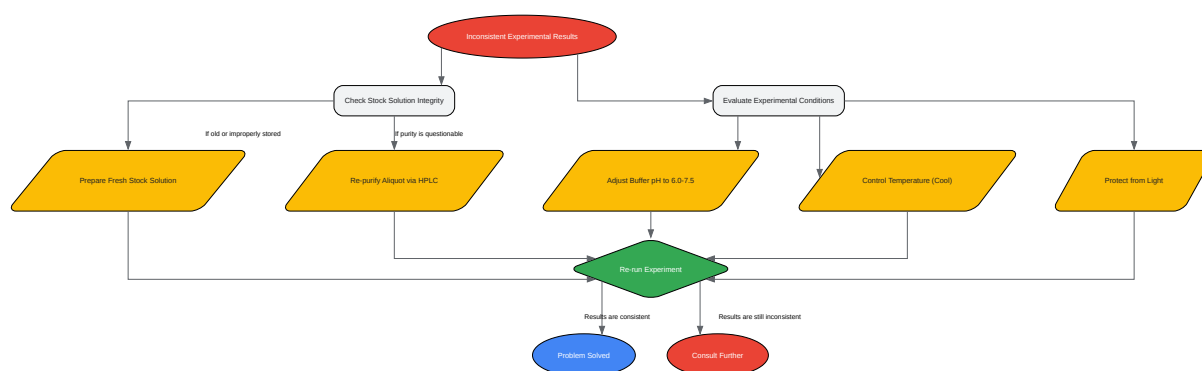 Inconsistent Experimental Results
Check Stock Solution Integrity
Evaluate Experimental Conditions
If old or improperly stored
If purity is questionable
Prepare Fresh Stock Solution
Re-purify Aliquot via HPLC
Adjust Buffer pH to 6.0-7.5
Control Temperature (Cool)
Protect from Light
Re-run Experiment
Results are consistent
Results are still inconsistent
Problem Solved
Consult Further